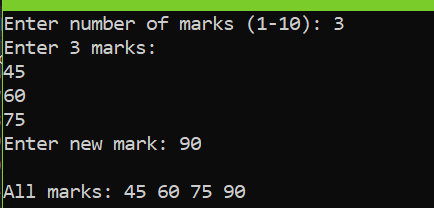 Enter number of marks (1-10): 3
Enter 3 marks:
45
60
75
Enter new mark: 90
All marks: 45 60 75 90